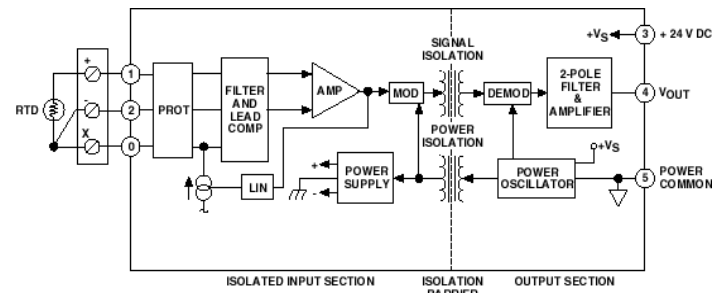 +VS
3
+ 24 V DC
SIGNAL
ISOLATION
+
1
RTD
-
2
X
0
PROT
FILTER
AND
LEAD
COMP
AMP
MOD
DEMOD
2-POLE
FILTER
&
AMPLIFIER
4
VOUT
POWER
ISOLATION
LIN
+
-
POWER
SUPPLY
POWER
OSCILLATOR
+VS
5
POWER
COMMON
ISOLATED INPUT SECTION
ISOLATION
BARRIER
OUTPUT SECTION